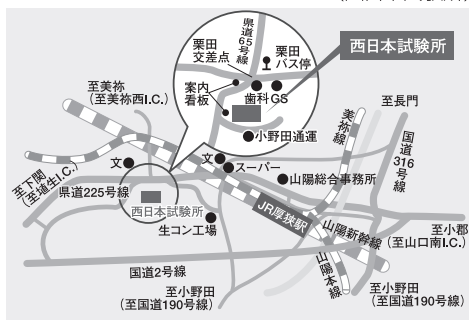 県道65号線
栗田
交差点
栗田
バス停
西日本試験所
案内
看板
歯科
GS
小野田通運
至美祢
(至美祢西I.C.)
至長門
美祢線
国道316号線
至下関
(至埴生I.C.)
文
文
スーパー
山陽総合事務所
県道225号線
西日本試験所
生コン工場
JR厚狭駅
山陽新幹線
至小郡
(至山口南I.C.)
山陽本線
国道2号線
至小野田
(至国道190号線)
至小野田
(至国道190号線)